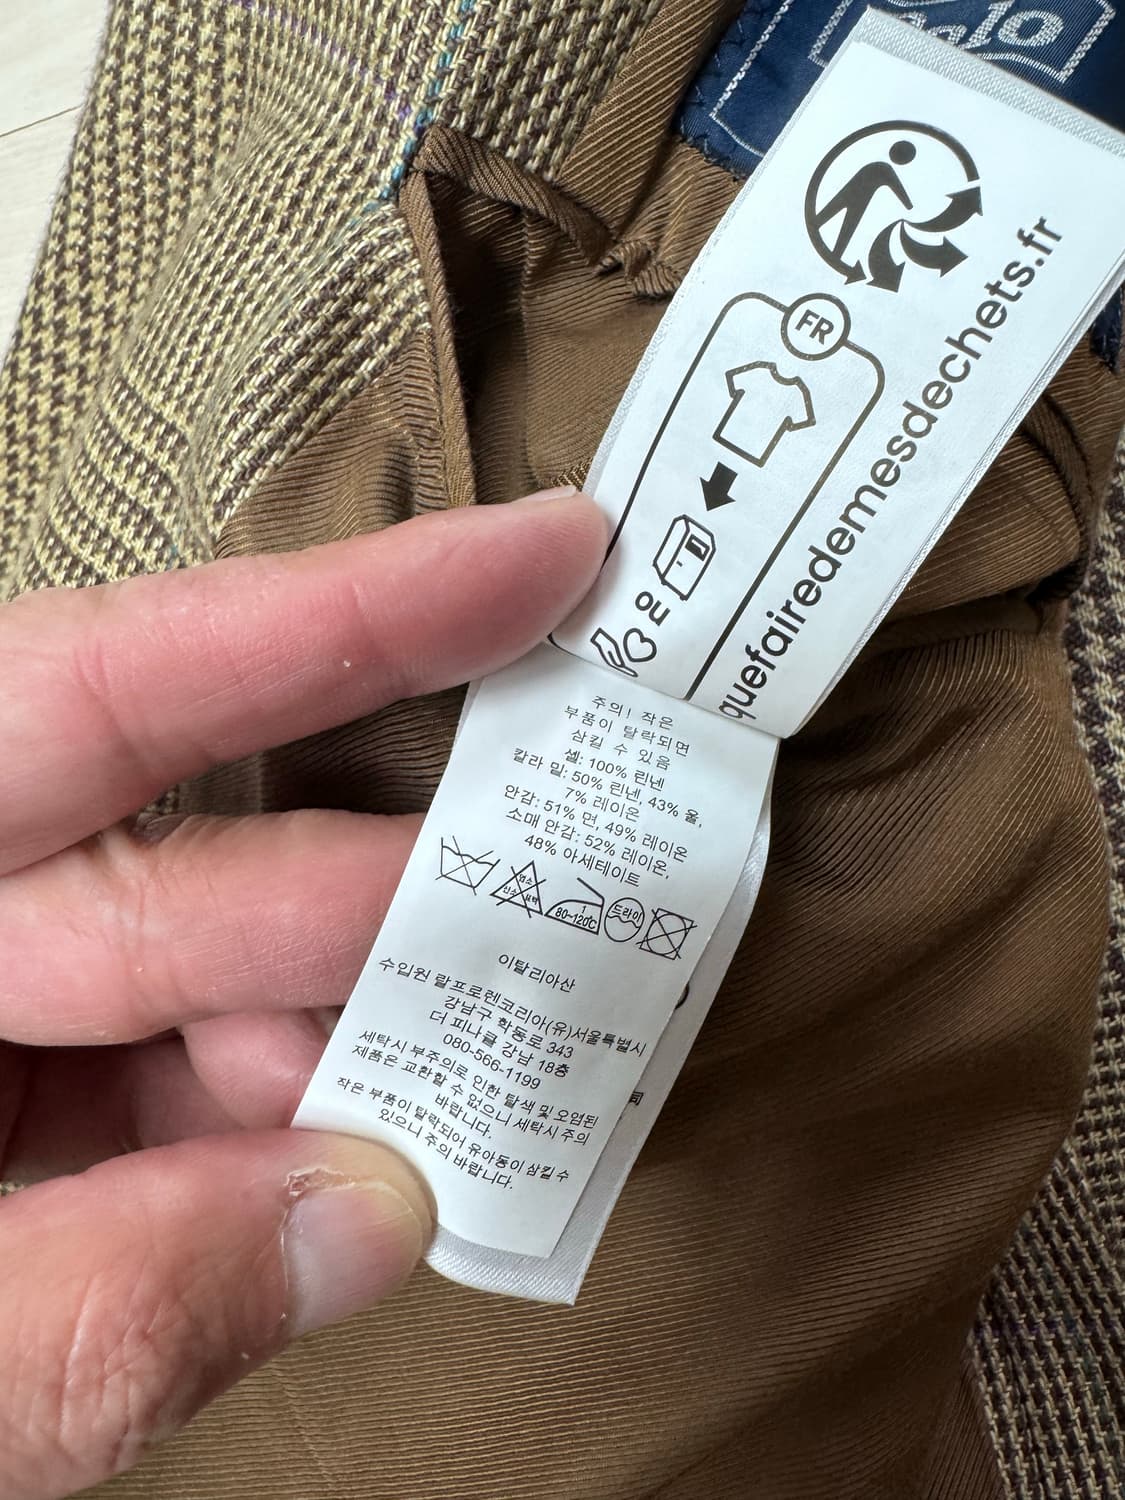 FR
quefairedemesdechets.fr
주의! 작은
부품이 탈락되면
삼킬 수 있음
셸: 100% 린넨
칼라 밑: 50% 린넨, 43% 울,
7% 레이온
안감: 51% 면, 49% 레이온
소매 안감: 52% 레이온,
48% 아세테이트
염소
산소 표백
1
80~120℃
드라이
이탈리아산
수입원 랄프로렌코리아(유)서울특별시
강남구 학동로 343
더 피나클 강남 18층
080-566-1199
세탁시 부주의로 인한 탈색 및 오염된
제품은 교환할 수 없으니 세탁시 주의
바랍니다.
작은 부품이 탈락되어 유아동이 삼킬 수
있으니 주의 바랍니다.